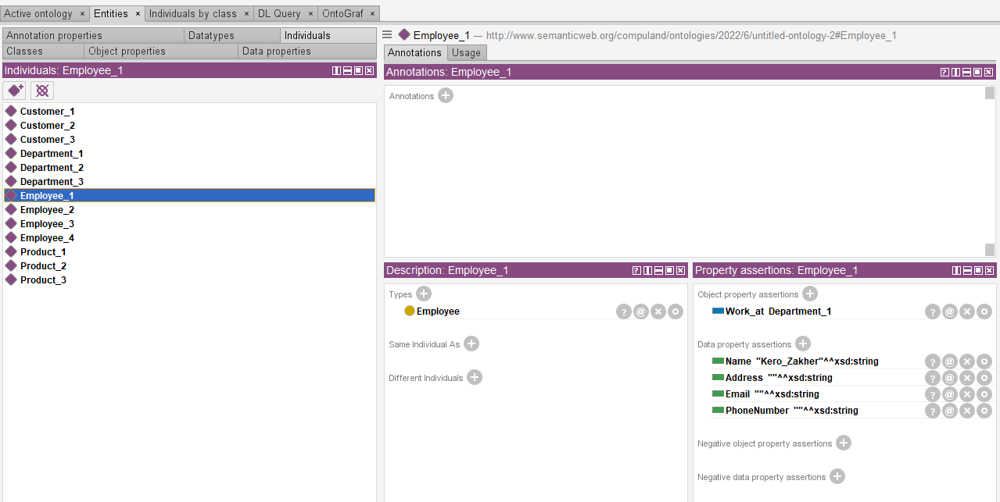 Active ontology × Entities × Individuals by class × DL Query × OntoGraf ×
Annotation properties Datatypes Individuals
Classes Object properties Data properties
Individuals: Employee_1
Customer_1
Customer_2
Customer_3
Department_1
Department_2
Department_3
Employee_1
Employee_2
Employee_3
Employee_4
Product_1
Product_2
Product_3
Employee_1 — http://www.semanticweb.org/compuland/ontologies/2022/6/untitled-ontology-2#Employee_1
Annotations Usage
Annotations: Employee_1
Annotations
Description: Employee_1
Types
Employee
Same Individual As
Different Individuals
Property assertions: Employee_1
Object property assertions
Work_at Department_1
Data property assertions
Name "Kero_Zakher"^^xsd:string
Address ""^^xsd:string
Email ""^^xsd:string
PhoneNumber ""^^xsd:string
Negative object property assertions
Negative data property assertions